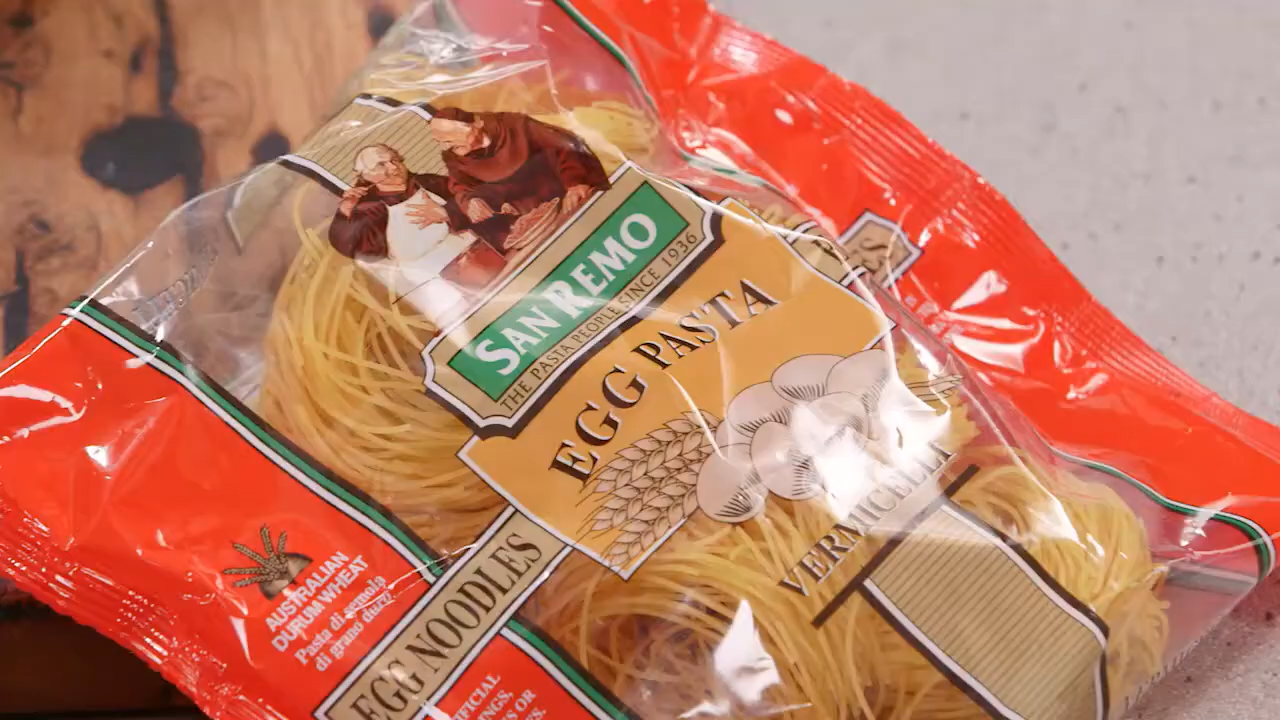 SAN REMO
THE PASTA PEOPLE SINCE 1936
EGG PASTA
VERMICELLI
EGG NOODLES
AUSTRALIAN
DURUM WHEAT
Pasta di semola
di grano duro